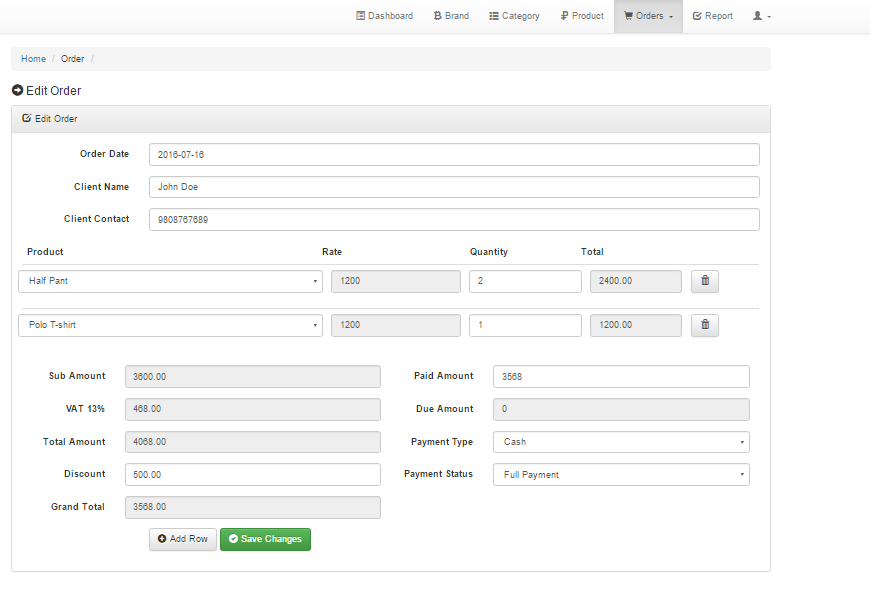 Dashboard Brand Category Product Orders Report
Home / Order /
Edit Order
Edit Order
Order Date 2016-07-16
Client Name John Doe
Client Contact 9808767689
Product Rate Quantity Total
Half Pant 1200 2 2400.00
Polo T-shirt 1200 1 1200.00
Sub Amount 3600.00 Paid Amount 3568
VAT 13% 468.00 Due Amount 0
Total Amount 4068.00 Payment Type Cash
Discount 500.00 Payment Status Full Payment
Grand Total 3568.00
Add Row Save Changes